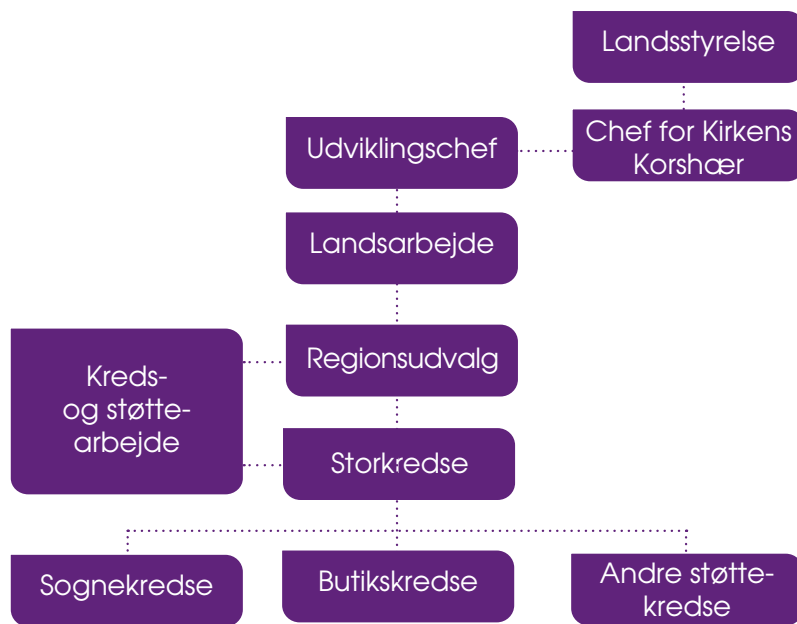 Landsstyrelse
Chef for Kirkens
Korshær
Udviklingschef
Landsarbejde
Regionsudvalg
Kreds-
og støtte-
arbejde
Storkredse
Sognekredse
Butikskredse
Andre støtte-
kredse